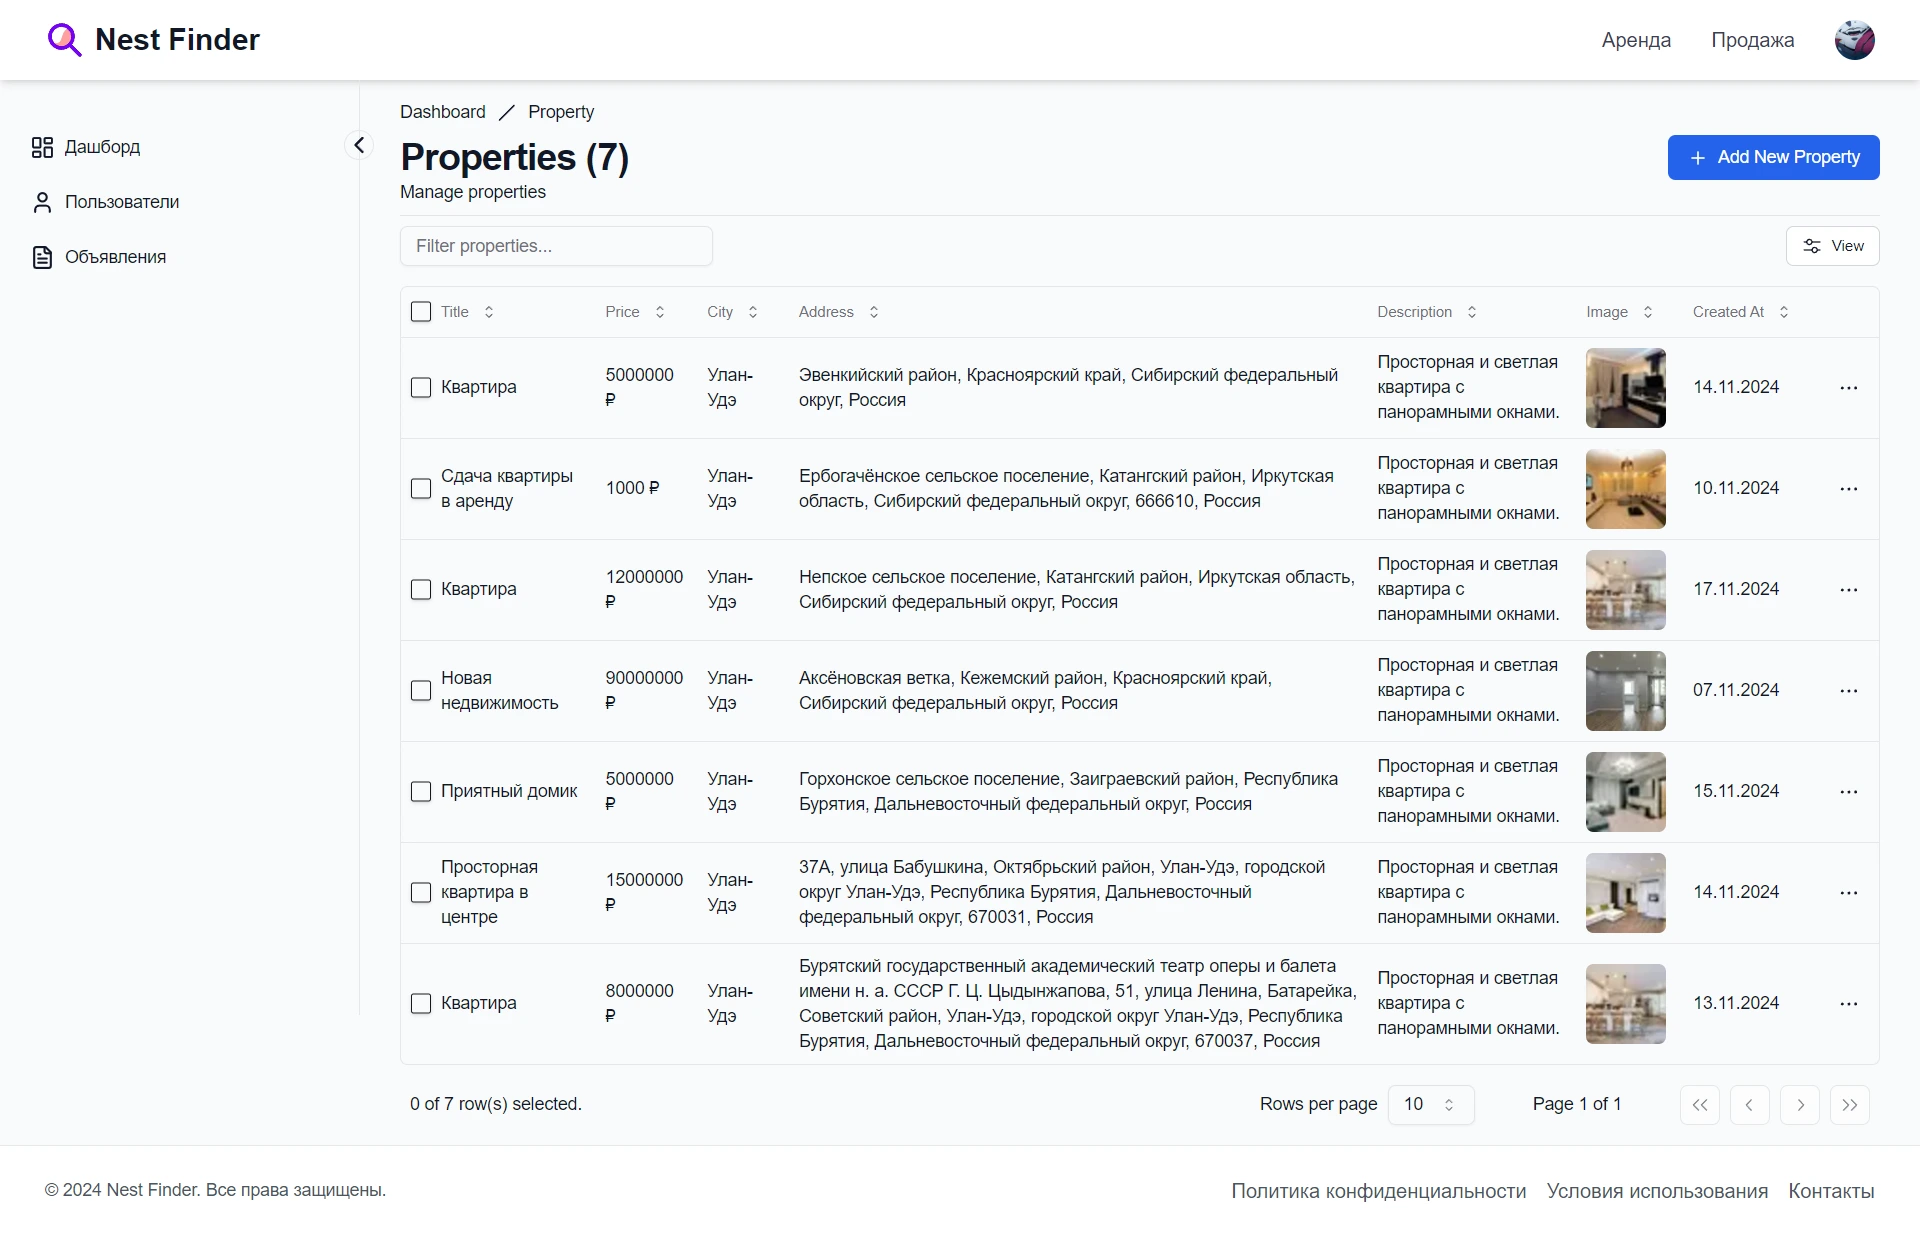 Nest Finder
Аренда
Продажа
Дашборд
Пользователи
Объявления
Dashboard / Property
Properties (7)
Manage properties
+ Add New Property
Filter properties...
View
Title Price City Address Description Image Created At
Квартира
5000000
₽
Улан-
Удэ
Эвенкийский район, Красноярский край, Сибирский федеральный
округ, Россия
Просторная и светлая
квартира с
панорамными окнами.
14.11.2024
Сдача квартиры
в аренду
1000 ₽
Улан-
Удэ
Ербогачёнское сельское поселение, Катангский район, Иркутская
область, Сибирский федеральный округ, 666610, Россия
Просторная и светлая
квартира с
панорамными окнами.
10.11.2024
Квартира
12000000
₽
Улан-
Удэ
Непское сельское поселение, Катангский район, Иркутская область,
Сибирский федеральный округ, Россия
Просторная и светлая
квартира с
панорамными окнами.
17.11.2024
Новая
недвижимость
90000000
₽
Улан-
Удэ
Аксёновская ветка, Кежемский район, Красноярский край,
Сибирский федеральный округ, Россия
Просторная и светлая
квартира с
панорамными окнами.
07.11.2024
Приятный домик
5000000
₽
Улан-
Удэ
Горхонское сельское поселение, Заиграевский район, Республика
Бурятия, Дальневосточный федеральный округ, Россия
Просторная и светлая
квартира с
панорамными окнами.
15.11.2024
Просторная
квартира в
центре
15000000
₽
Улан-
Удэ
37А, улица Бабушкина, Октябрьский район, Улан-Удэ, городской
округ Улан-Удэ, Республика Бурятия, Дальневосточный
федеральный округ, 670031, Россия
Просторная и светлая
квартира с
панорамными окнами.
14.11.2024
Квартира
8000000
₽
Улан-
Удэ
Бурятский государственный академический театр оперы и балета
имени н. а. СССР Г. Ц. Цыдынжапова, 51, улица Ленина, Батарейка,
Советский район, Улан-Удэ, городской округ Улан-Удэ, Республика
Бурятия, Дальневосточный федеральный округ, 670037, Россия
Просторная и светлая
квартира с
панорамными окнами.
13.11.2024
0 of 7 row(s) selected.
Rows per page 10
Page 1 of 1
© 2024 Nest Finder. Все права защищены.
Политика конфиденциальности
Условия использования
Контакты